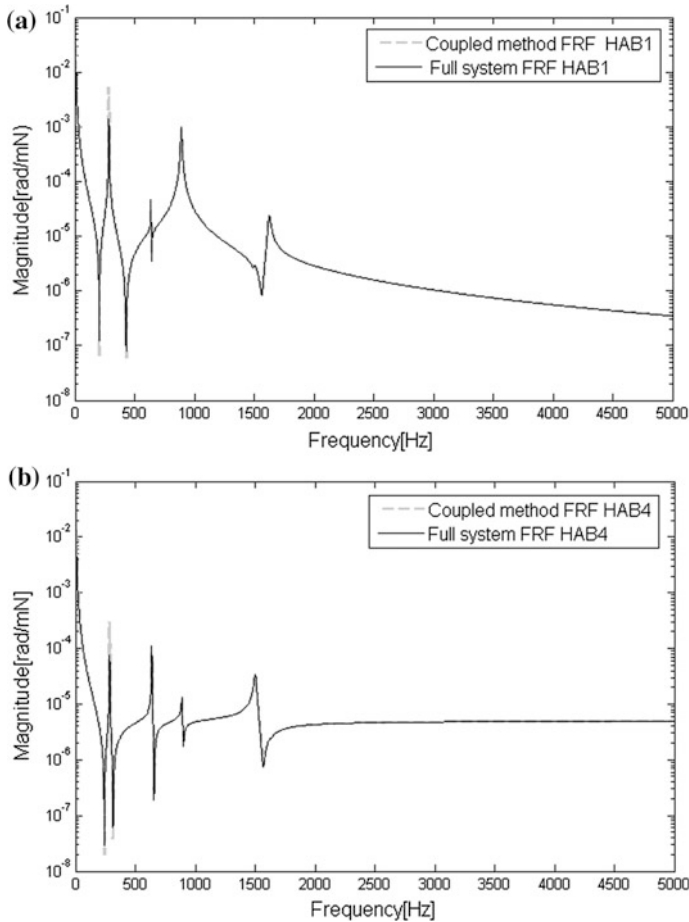 (a)
10^-1
10^-2
10^-3
10^-4
10^-5
10^-6
10^-7
10^-8
Magnitude[rad/mN)
Coupled method FRF HAB1
Full system FRF HAB1
0 500 1000 1500 2000 2500 3000 3500 4000 4500 5000
Frequency[Hz]
(b)
10^-1
10^-2
10^-3
10^-4
10^-5
10^-6
10^-7
10^-8
Magnitude[rad/mN]
Coupled method FRF HAB4
Full system FRF HAB4
0 500 1000 1500 2000 2500 3000 3500 4000 4500 5000
Frequency[Hz]